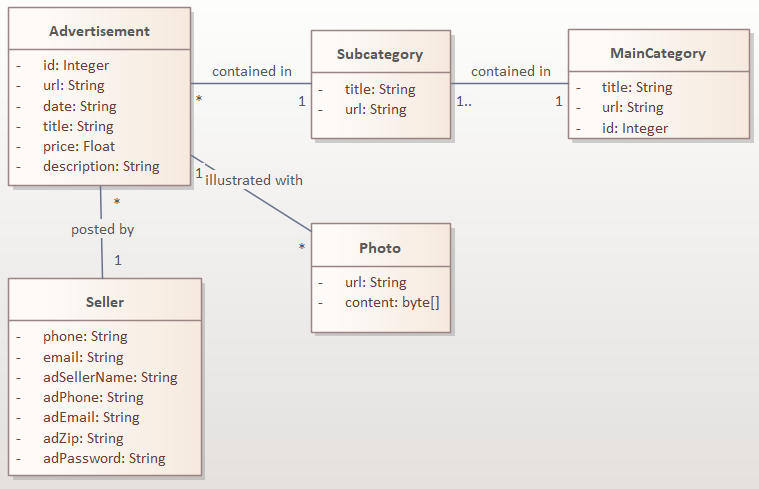 Advertisement
- id: Integer
- url: String
- date: String
- title: String
- price: Float
- description: String
contained in
* 1
Subcategory
- title: String
- url: String
contained in
1.. 1
MainCategory
- title: String
- url: String
- id: Integer
1
illustrated with
*
Photo
- url: String
- content: byte[]
*
posted by
1
Seller
- phone: String
- email: String
- adSellerName: String
- adPhone: String
- adEmail: String
- adZip: String
- adPassword: String